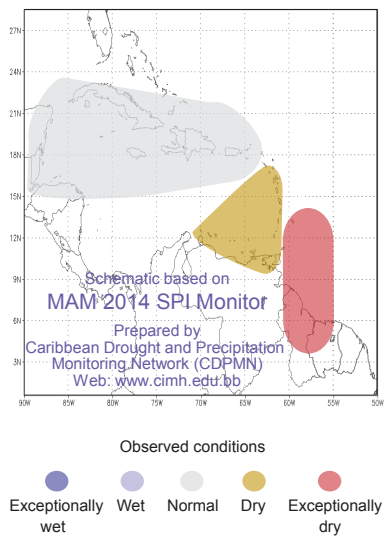 27N
24N
21N
18N
15N
12N
9N
6N
3N
Schematic based on
MAM 2014 SPI Monitor
Prepared by
Caribbean Drought and Precipitation
Monitoring Network (CDPMN)
Web: www.cimh.edu.bb
90W 85W 80W 75W 70W 65W 60W 55W 50W
Observed conditions
Exceptionally wet
Wet
Normal
Dry
Exceptionally dry